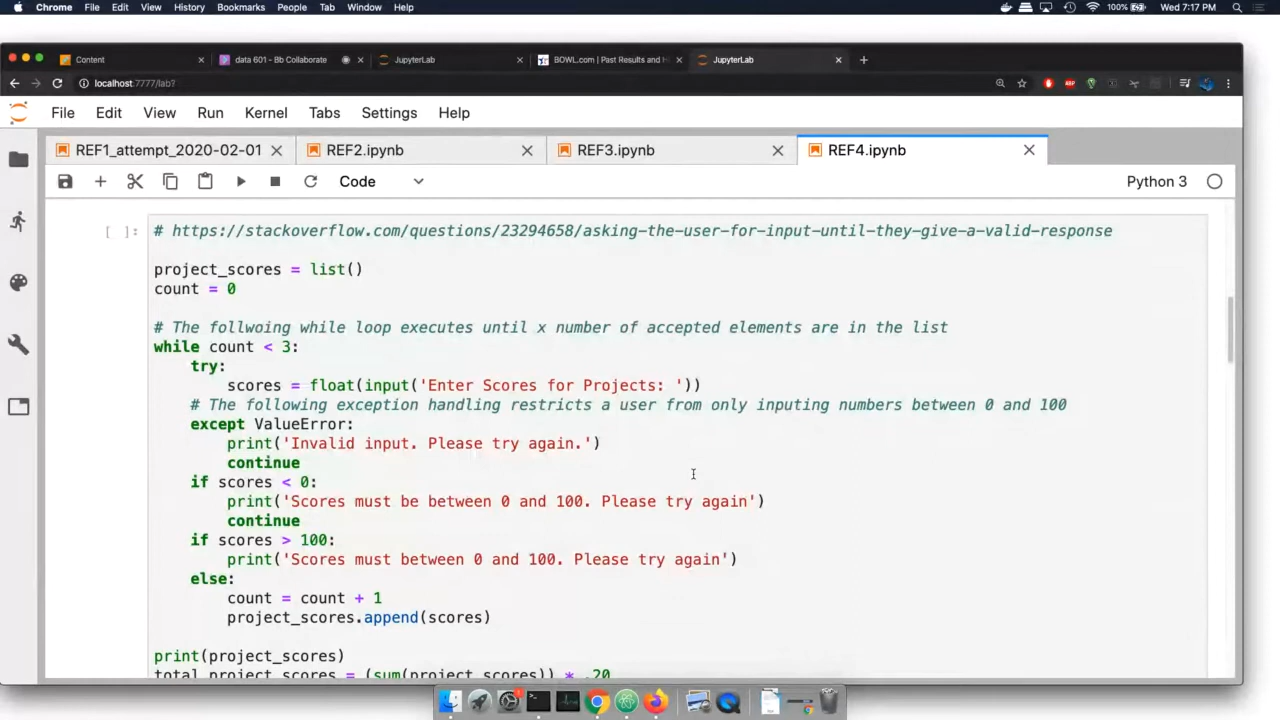 Chrome File Edit View History Bookmarks People Tab Window Help 100% Wed 7:17 PM
Content data 601 - Bb Collaborate JupyterLab BOWL.com | Past Results and H JupyterLab
localhost:7777/lab?
File Edit View Run Kernel Tabs Settings Help
REF1_attempt_2020-02-01 REF2.ipynb REF3.ipynb REF4.ipynb
Code Python 3
[ ]: # https://stackoverflow.com/questions/23294658/asking-the-user-for-input-until-they-give-a-valid-response
project_scores = list()
count = 0
# The follwoing while loop executes until x number of accepted elements are in the list
while count < 3:
try:
scores = float(input('Enter Scores for Projects: '))
# The following exception handling restricts a user from only inputing numbers between 0 and 100
except ValueError:
print('Invalid input. Please try again.')
continue
if scores < 0:
print('Scores must be between 0 and 100. Please try again')
continue
if scores > 100:
print('Scores must between 0 and 100. Please try again')
else:
count = count + 1
project_scores.append(scores)
print(project_scores)
total_project_scores = (sum(project_scores)) * .20